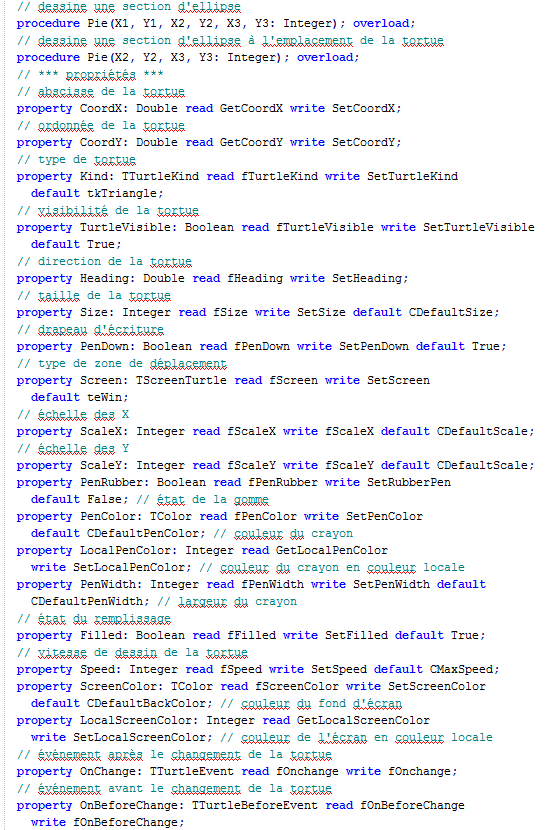 // dessine une section d'ellipse
procedure Pie(X1, Y1, X2, Y2, X3, Y3: Integer); overload;
// dessine une section d'ellipse à l'emplacement de la tortue
procedure Pie(X2, Y2, X3, Y3: Integer); overload;
// *** propriétés ***
// abscisse de la tortue
property CoordX: Double read GetCoordX write SetCoordX;
// ordonnée de la tortue
property CoordY: Double read GetCoordY write SetCoordY;
// type de tortue
property Kind: TTurtleKind read fTurtleKind write SetTurtleKind
default tkTriangle;
// visibilité de la tortue
property TurtleVisible: Boolean read fTurtleVisible write SetTurtleVisible
default True;
// direction de la tortue
property Heading: Double read fHeading write SetHeading;
// taille de la tortue
property Size: Integer read fSize write SetSize default CDefaultSize;
// drapeau d'écriture
property PenDown: Boolean read fPenDown write SetPenDown default True;
// type de zone de déplacement
property Screen: TScreenTurtle read fScreen write SetScreen
default teWin;
// échelle des X
property ScaleX: Integer read fScaleX write fScaleX default CDefaultScale;
// échelle des Y
property ScaleY: Integer read fScaleY write fScaleY default CDefaultScale;
property PenRubber: Boolean read fPenRubber write SetRubberPen
default False; // état de la gomme
property PenColor: TColor read fPenColor write SetPenColor
default CDefaultPenColor; // couleur du crayon
property LocalPenColor: Integer read GetLocalPenColor
write SetLocalPenColor; // couleur du crayon en couleur locale
property PenWidth: Integer read fPenWidth write SetPenWidth default
CDefaultPenWidth; // largeur du crayon
// état du remplissage
property Filled: Boolean read fFilled write SetFilled default True;
// vitesse de dessin de la tortue
property Speed: Integer read fSpeed write SetSpeed default CMaxSpeed;
property ScreenColor: TColor read fScreenColor write SetScreenColor
default CDefaultBackColor; // couleur du fond d'écran
property LocalScreenColor: Integer read GetLocalScreenColor
write SetLocalScreenColor; // couleur de l'écran en couleur locale
// événement après le changement de la tortue
property OnChange: TTurtleEvent read fOnchange write fOnchange;
// événement avant le changement de la tortue
property OnBeforeChange: TTurtleBeforeEvent read fOnBeforeChange
write fOnBeforeChange;